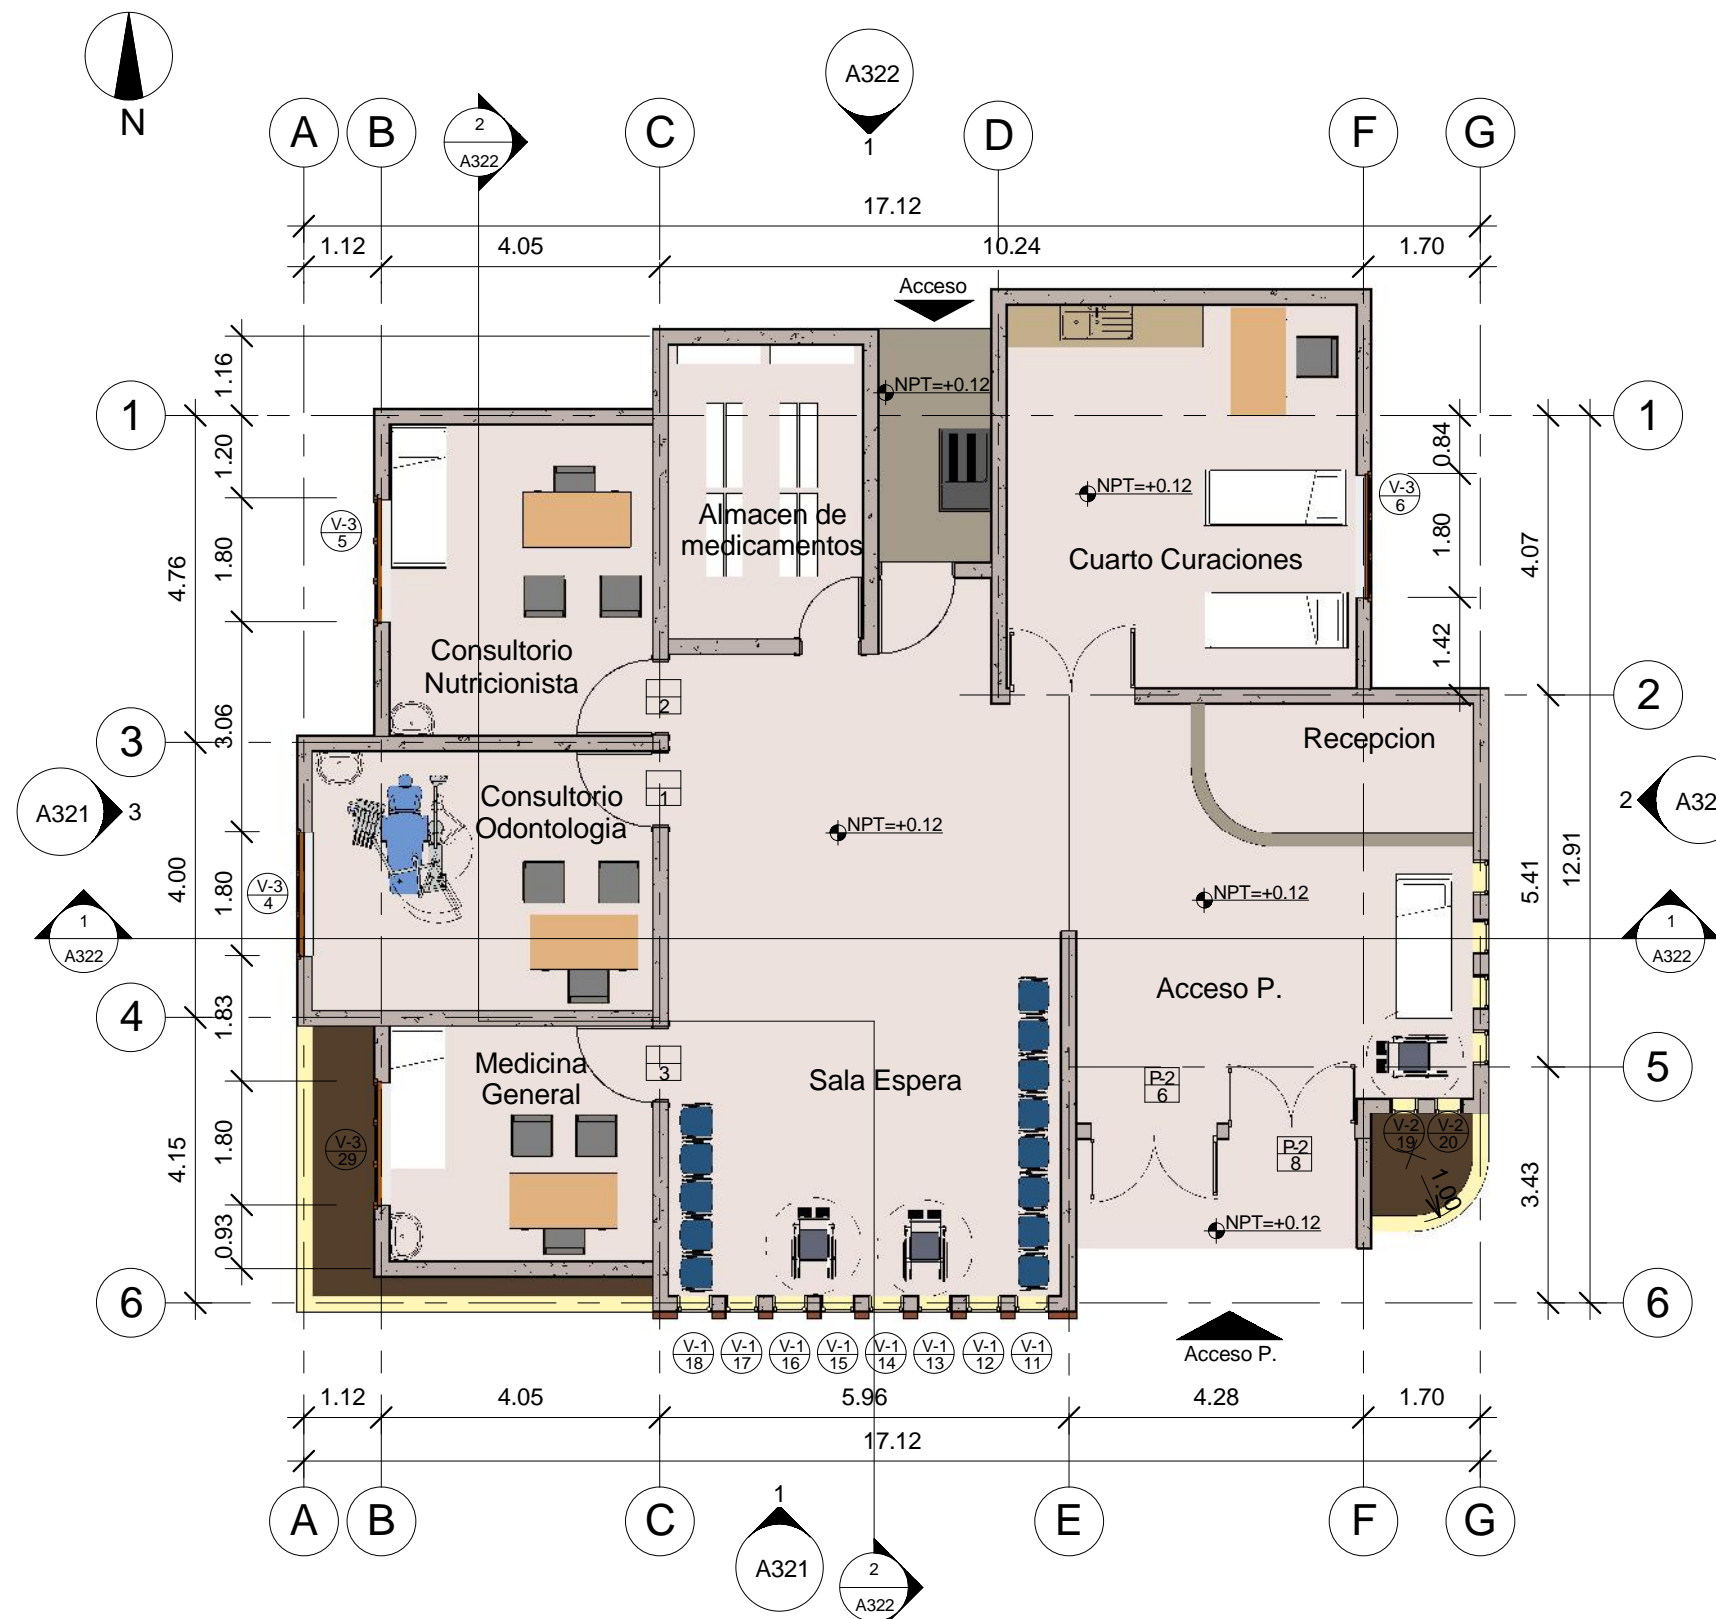 N
A
B
C
D
F
G
2
A322
A322
1
17.12
1.12
4.05
10.24
1.70
Acceso
1.16
1.20
1.80
3.06
1.80
1.83
1.80
0.93
4.76
4.00
4.15
1
3
4
6
1
2
5
6
0.84
1.80
1.42
4.07
5.41
3.43
12.91
NPT=+0.12
NPT=+0.12
V-3
5
V-3
6
Almacen de
medicamentos
Cuarto Curaciones
Consultorio
Nutricionista
2
Recepcion
1
Consultorio
Odontologia
A321
3
2
A32
NPT=+0.12
V-3
4
NPT=+0.12
1
A322
1
A322
Acceso P.
Medicina
General
3
Sala Espera
P-2
6
P-2
8
V-3
29
V-2
19
V-2
20
1.00
NPT=+0.12
V-1
18
V-1
17
V-1
16
V-1
15
V-1
14
V-1
13
V-1
12
V-1
11
Acceso P.
1.12
4.05
5.96
4.28
1.70
17.12
A
B
C
E
F
G
1
A321
2
A322